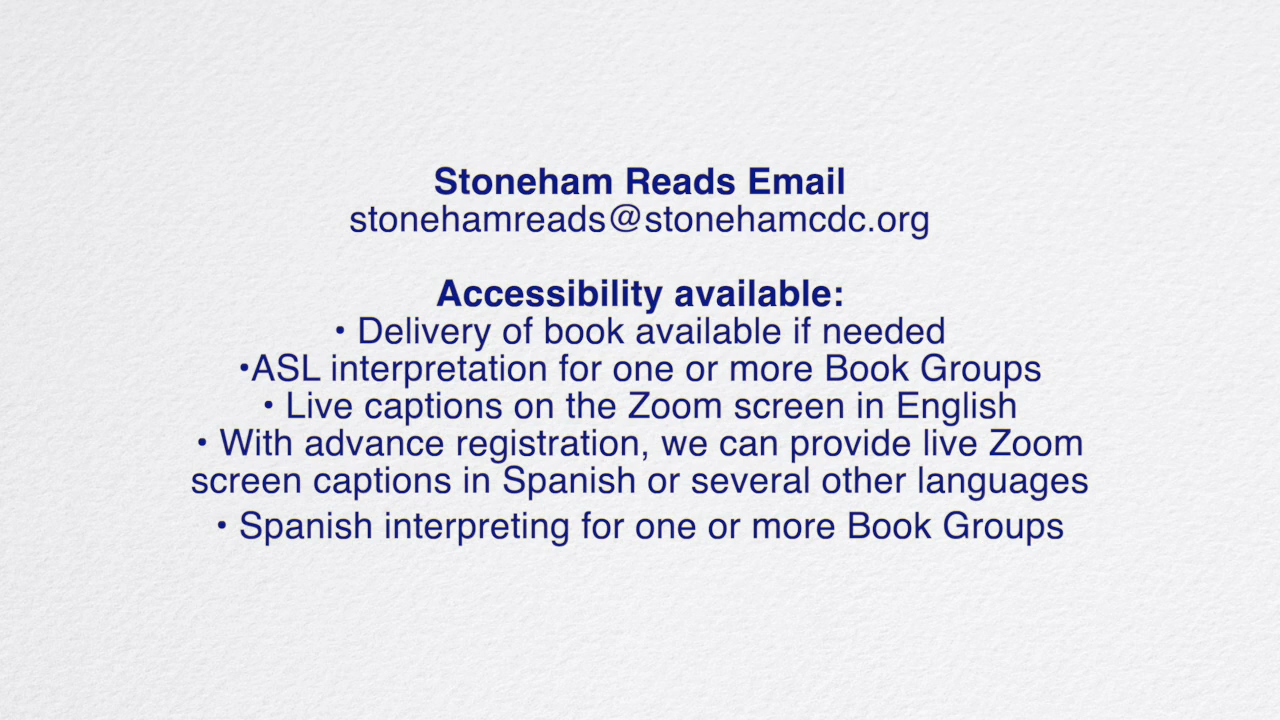 Stoneham Reads Email
stonehamreads@stonehamcdc.org
Accessibility available:
• Delivery of book available if needed
•ASL interpretation for one or more Book Groups
• Live captions on the Zoom screen in English
• With advance registration, we can provide live Zoom
screen captions in Spanish or several other languages
• Spanish interpreting for one or more Book Groups